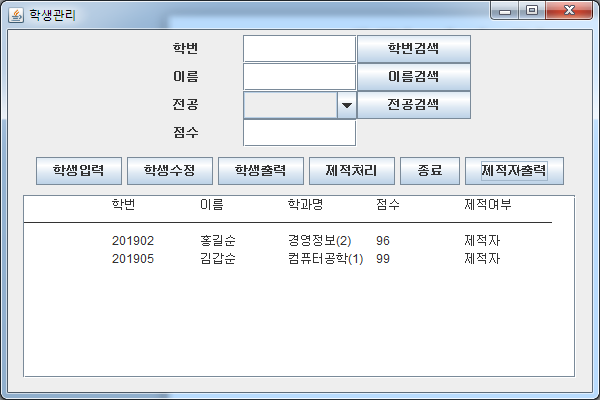 학생관리
학번 학번검색
이름 이름검색
전공 전공검색
점수
학생입력 학생수정 학생출력 제적처리 종료 제적자출력
학번 이름 학과명 점수 제적여부
201902 홍길순 경영정보(2) 96 제적자
201905 김갑순 컴퓨터공학(1) 99 제적자